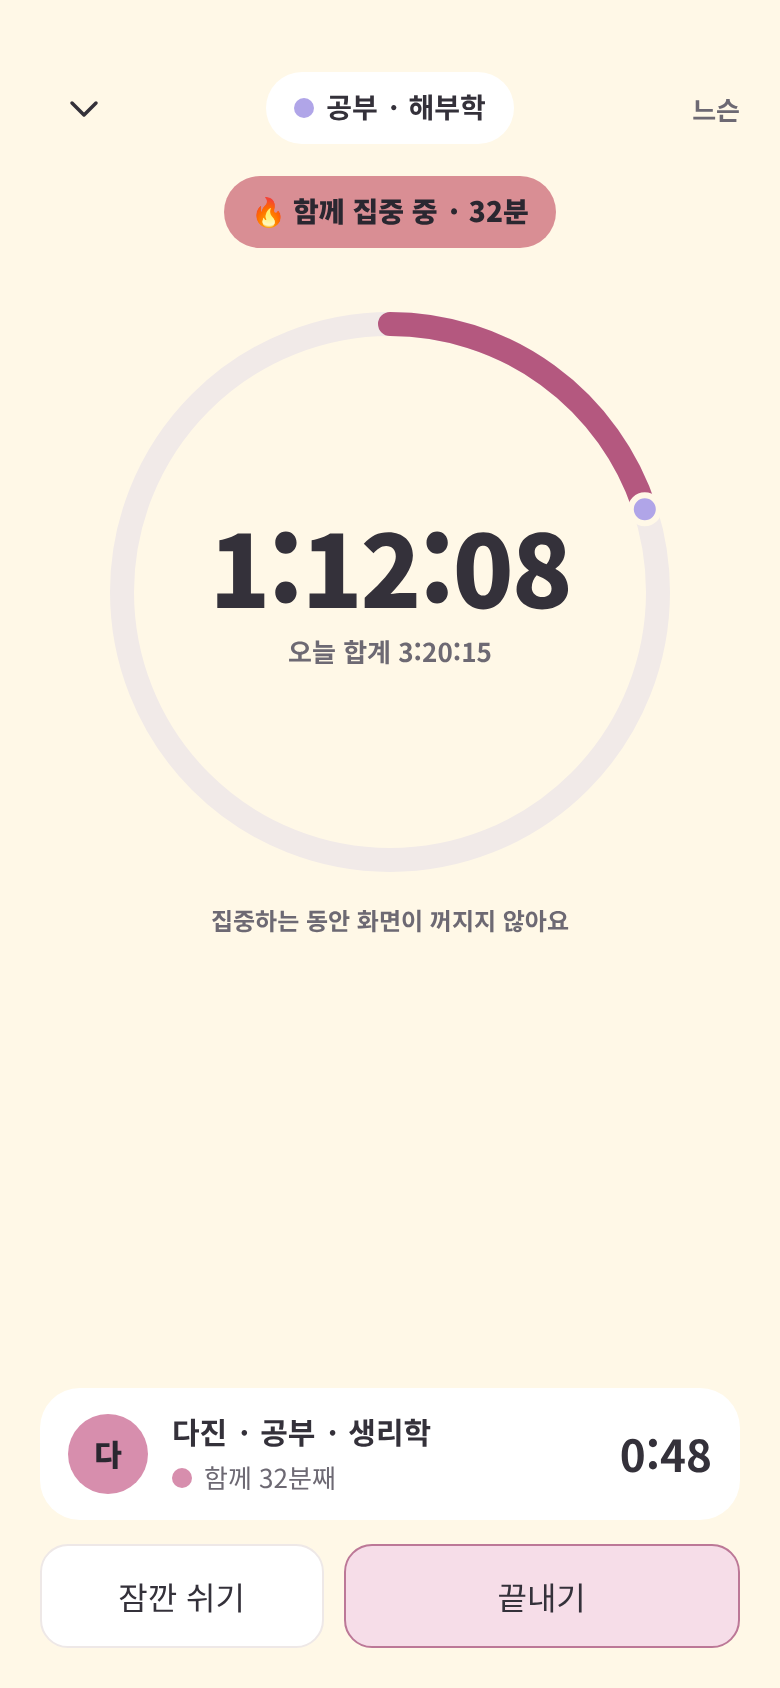 공부 · 해부학
느슨
🔥 함께 집중 중 · 32분
1:12:08
오늘 합계 3:20:15
집중하는 동안 화면이 꺼지지 않아요
다
다진 · 공부 · 생리학
함께 32분째
0:48
잠깐 쉬기
끝내기